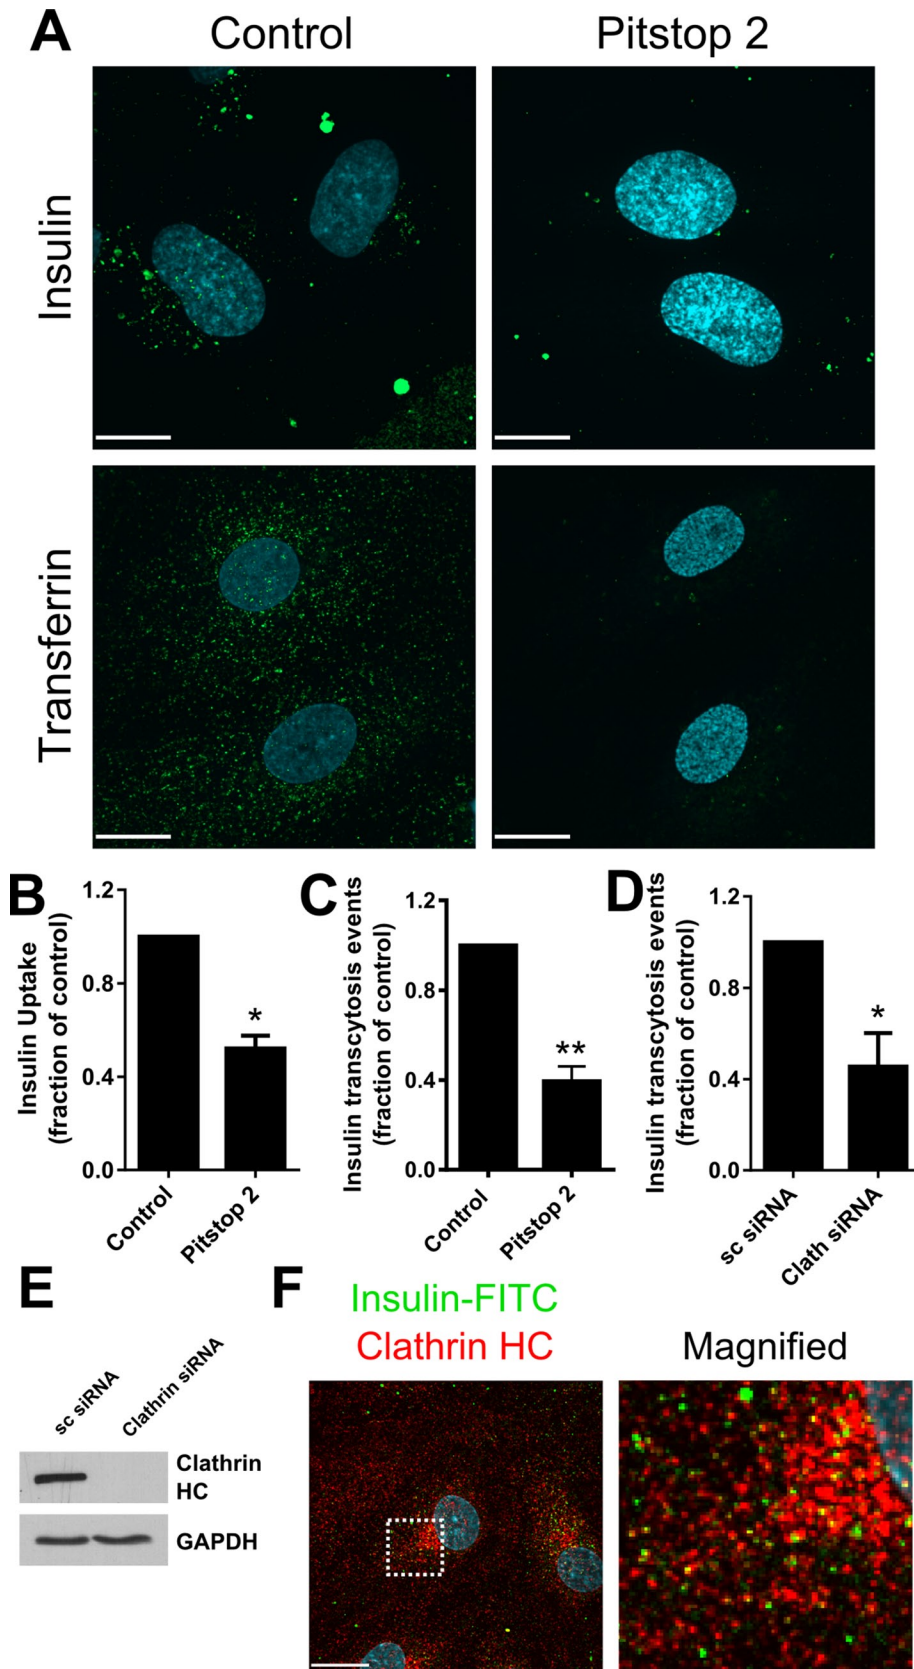 A
Control
Pitstop 2
Insulin
Transferrin
B
Insulin Uptake
(fraction of control)
1.2
0.8
0.4
0.0
*
Control
Pitstop 2
C
Insulin transcytosis events
(fraction of control)
1.2
0.8
0.4
0.0
**
Control
Pitstop 2
D
Insulin transcytosis events
(fraction of control)
1.2
0.8
0.4
0.0
*
sc siRNA
Clath siRNA
E
sc siRNA
Clathrin siRNA
Clathrin
HC
GAPDH
F
Insulin-FITC
Clathrin HC
Magnified